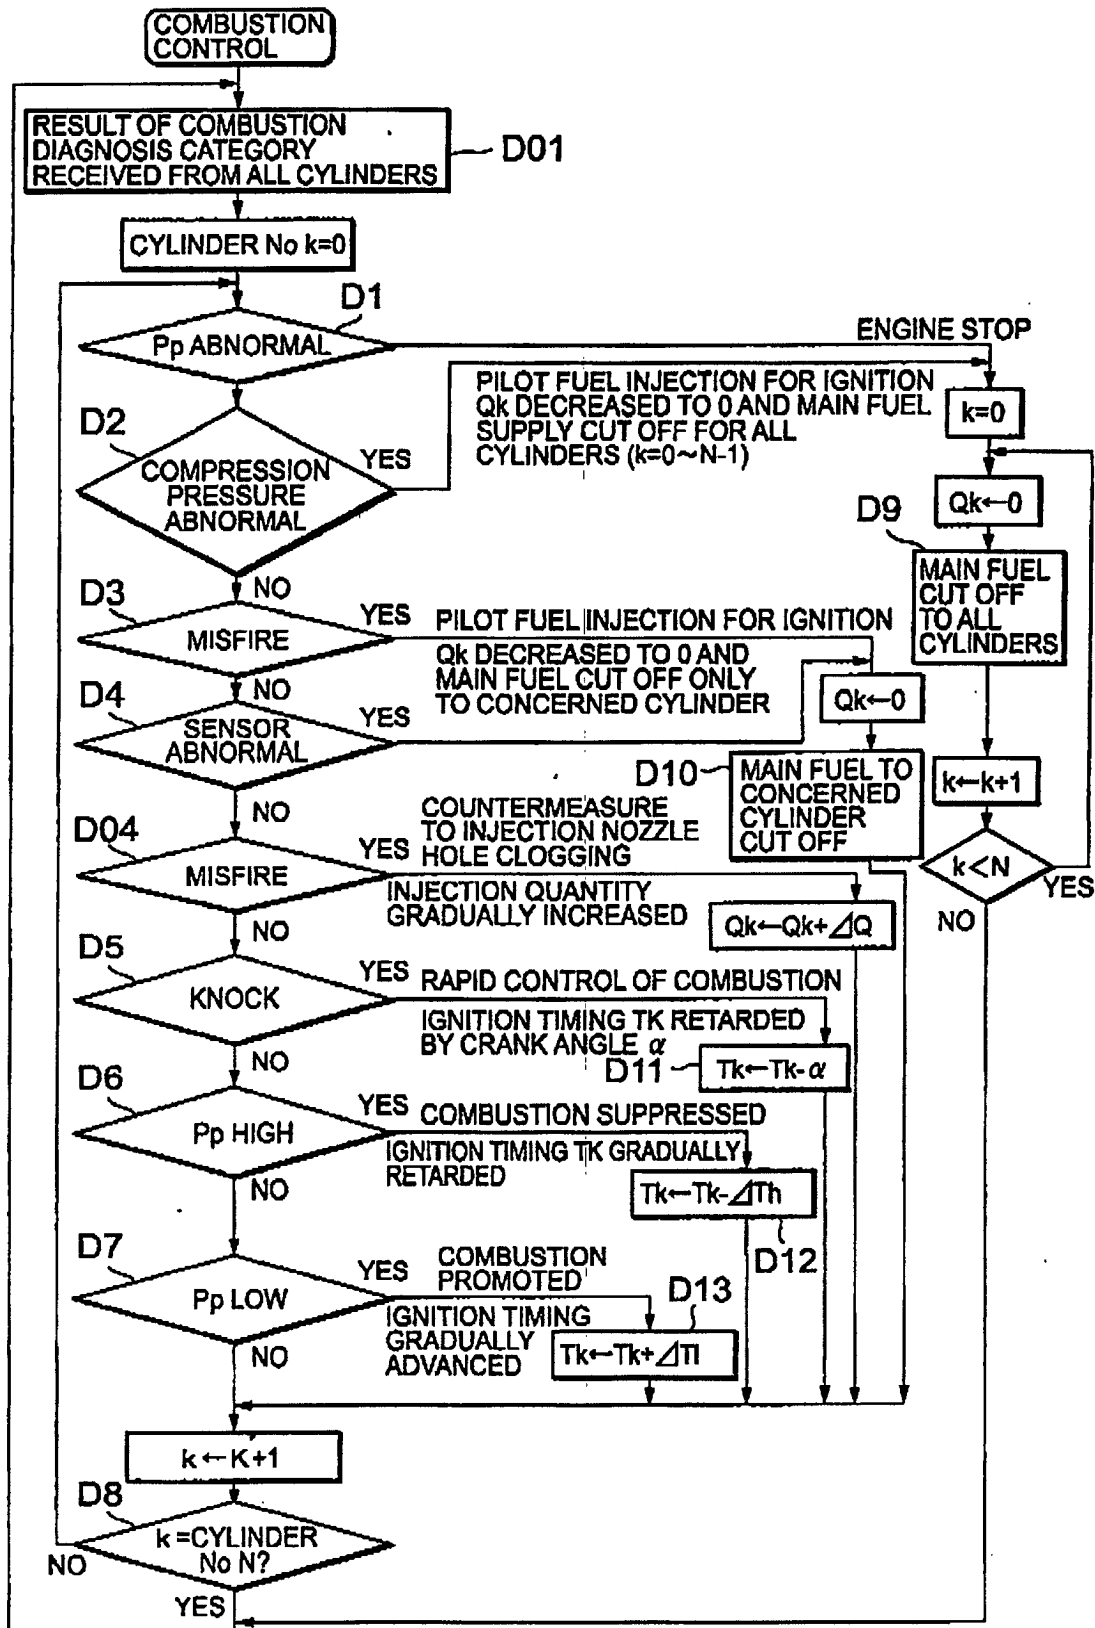 COMBUSTION
CONTROL
RESULT OF COMBUSTION
DIAGNOSIS CATEGORY
RECEIVED FROM ALL CYLINDERS
D01
CYLINDER No k=0
D1
Pp ABNORMAL
ENGINE STOP
PILOT FUEL INJECTION FOR IGNITION
Qk DECREASED TO 0 AND MAIN FUEL
SUPPLY CUT OFF FOR ALL
CYLINDERS (k=0~N-1)
k=0
D2
COMPRESSION
PRESSURE
ABNORMAL
YES
NO
Qk←0
D9
MAIN FUEL
CUT OFF
TO ALL
CYLINDERS
k←k+1
k<N
YES
NO
D3
MISFIRE
YES
NO
PILOT FUEL INJECTION FOR IGNITION
Qk DECREASED TO 0 AND
MAIN FUEL CUT OFF ONLY
TO CONCERNED CYLINDER
Qk←0
D4
SENSOR
ABNORMAL
YES
NO
D10
MAIN FUEL TO
CONCERNED
CYLINDER
CUT OFF
D04
MISFIRE
YES
NO
COUNTERMEASURE
TO INJECTION NOZZLE
HOLE CLOGGING
INJECTION QUANTITY
GRADUALLY INCREASED
Qk←Qk+⊿Q
D5
KNOCK
YES
NO
RAPID CONTROL OF COMBUSTION
IGNITION TIMING TK RETARDED
BY CRANK ANGLE α
D11
Tk←Tk-α
D6
Pp HIGH
YES
NO
COMBUSTION SUPPRESSED
IGNITION TIMING TK GRADUALLY
RETARDED
Tk←Tk-⊿Th
D12
D7
Pp LOW
YES
NO
COMBUSTION
PROMOTED
IGNITION TIMING
GRADUALLY
ADVANCED
D13
Tk←Tk+⊿Tl
k←K+1
D8
k=CYLINDER
No N?
NO
YES